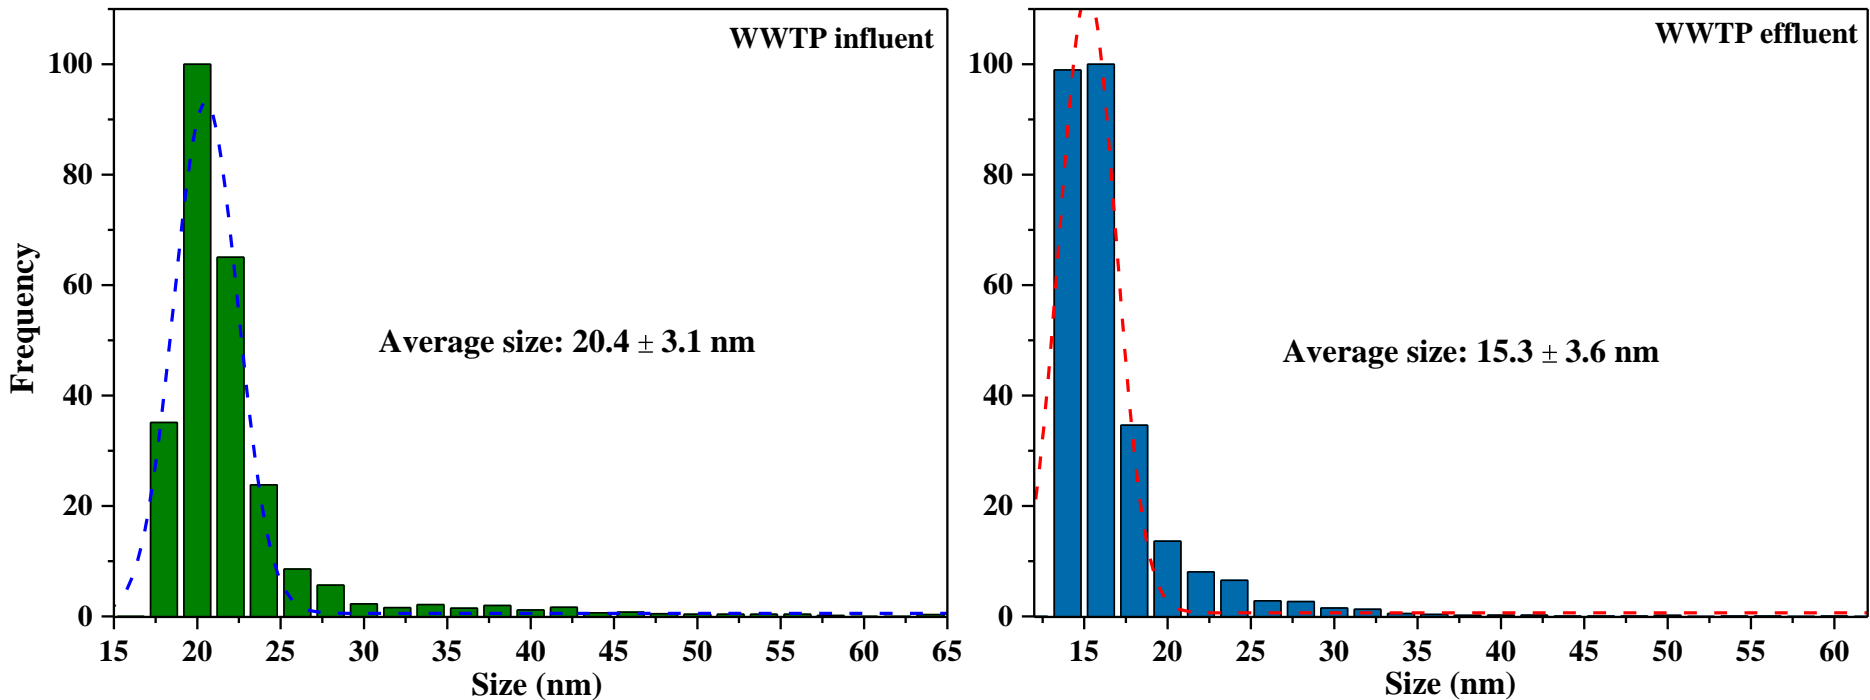 WWTP influent
Frequency
100
80
60
40
20
0
Average size: 20.4 ± 3.1 nm
15 20 25 30 35 40 45 50 55 60 65
Size (nm)
WWTP effluent
100
80
60
40
20
0
Average size: 15.3 ± 3.6 nm
15 20 25 30 35 40 45 50 55 60
Size (nm)